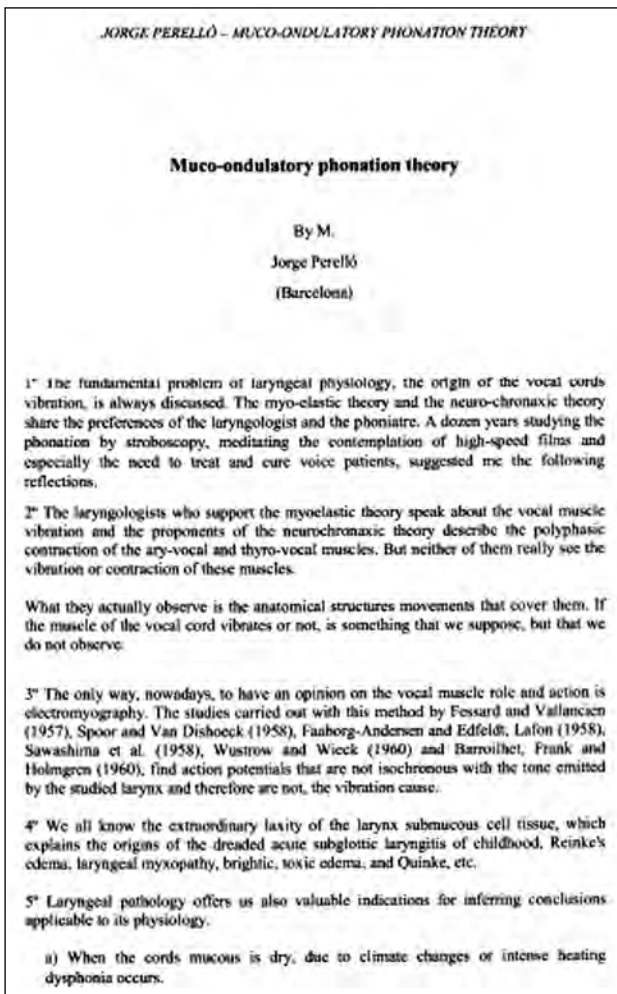 JORGE PERELLÓ – MUCO-ONDULATORY PHONATION THEORY
Muco-ondulatory phonation theory
By M.
Jorge Perelló
(Barcelona)
1º The fundamental problem of laryngeal physiology, the origin of the vocal cords
vibration, is always discussed. The myo-elastic theory and the neuro-chronaxic theory
share the preferences of the laryngologist and the phoniatre. A dozen years studying the
phonation by stroboscopy, meditating the contemplation of high-speed films and
especially the need to treat and cure voice patients, suggested me the following
reflections.
2º The laryngologists who support the myoelastic theory speak about the vocal muscle
vibration and the proponents of the neurochronaxic theory describe the polyphasic
contraction of the ary-vocal and thyro-vocal muscles. But neither of them really see the
vibration or contraction of these muscles.
What they actually observe is the anatomical structures movements that cover them. If
the muscle of the vocal cord vibrates or not, is something that we suppose, but that we
do not observe.
3º The only way, nowadays, to have an opinion on the vocal muscle role and action is
electromyography. The studies carried out with this method by Fessard and Vallancien
(1957), Spoor and Van Dishoeck (1958), Faaborg-Andersen and Edfeldt, Lafon (1958),
Sawashima et al. (1958), Wustrow and Wieck (1960) and Barroilhet, Frank and
Holmgren (1960), find action potentials that are not isochronous with the tone emitted
by the studied larynx and therefore are not, the vibration cause.
4º We all know the extraordinary laxity of the larynx submucous cell tissue, which
explains the origins of the dreaded acute subglottic laryngitis of childhood, Reinke's
edema, laryngeal myxopathy, brightic, toxic edema, and Quinke, etc.
5º Laryngeal pathology offers us also valuable indications for inferring conclusions
applicable to its physiology.
a) When the cords mucous is dry, due to climate changes or intense heating
dysphonia occurs.